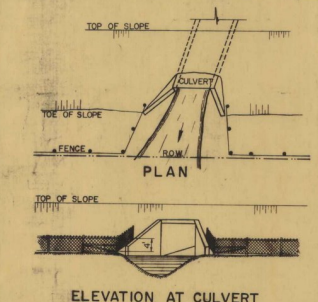 TOP OF SLOPE
CULVERT
TOE OF SLOPE
FENCE
ROW
PLAN
TOP OF SLOPE
ELEVATION AT CULVERT